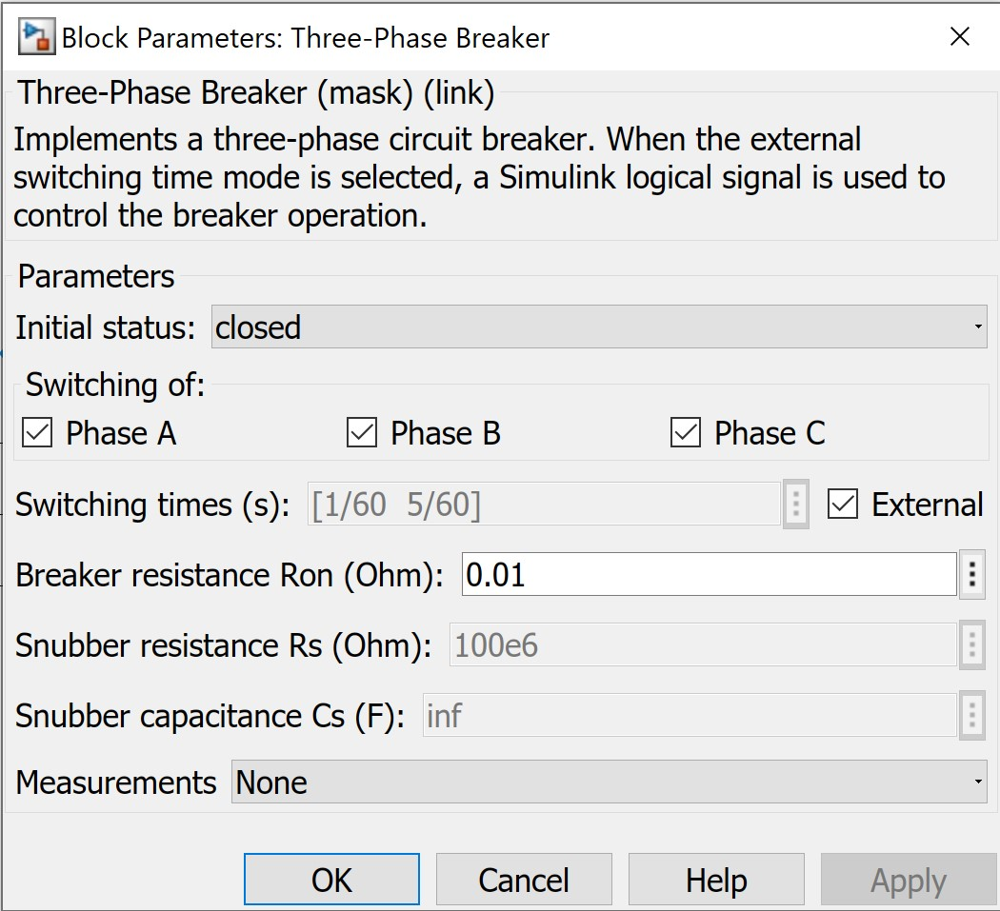 Block Parameters: Three-Phase Breaker
Three-Phase Breaker (mask) (link)
Implements a three-phase circuit breaker. When the external
switching time mode is selected, a Simulink logical signal is used to
control the breaker operation.
Parameters
Initial status: closed
Switching of:
Phase A Phase B Phase C
Switching times (s): [1/60  5/60] External
Breaker resistance Ron (Ohm): 0.01
Snubber resistance Rs (Ohm): 100e6
Snubber capacitance Cs (F): inf
Measurements None
OK Cancel Help Apply